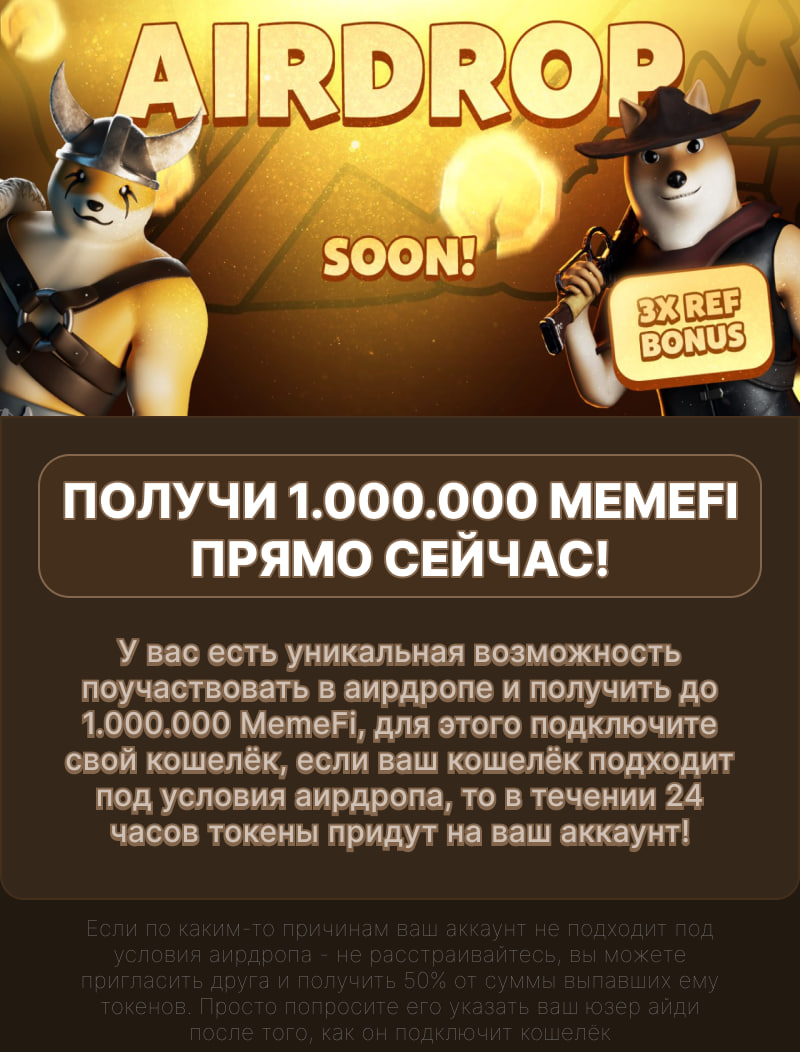 AIRDROP
SOON!
3X REF
BONUS
ПОЛУЧИ 1.000.000 MEMEFI
ПРЯМО СЕЙЧАС!
У вас есть уникальная возможность
поучаствовать в аирдропе и получить до
1.000.000 MemeFi, для этого подключите
свой кошелёк, если ваш кошелёк подходит
под условия аирдропа, то в течении 24
часов токены придут на ваш аккаунт!
Если по каким-то причинам ваш аккаунт не подходит под
условия аирдропа - не расстраивайтесь, вы можете
пригласить друга и получить 50% от суммы выпавших ему
токенов. Просто попросите его указать ваш юзер айди
после того, как он подключит кошелёк